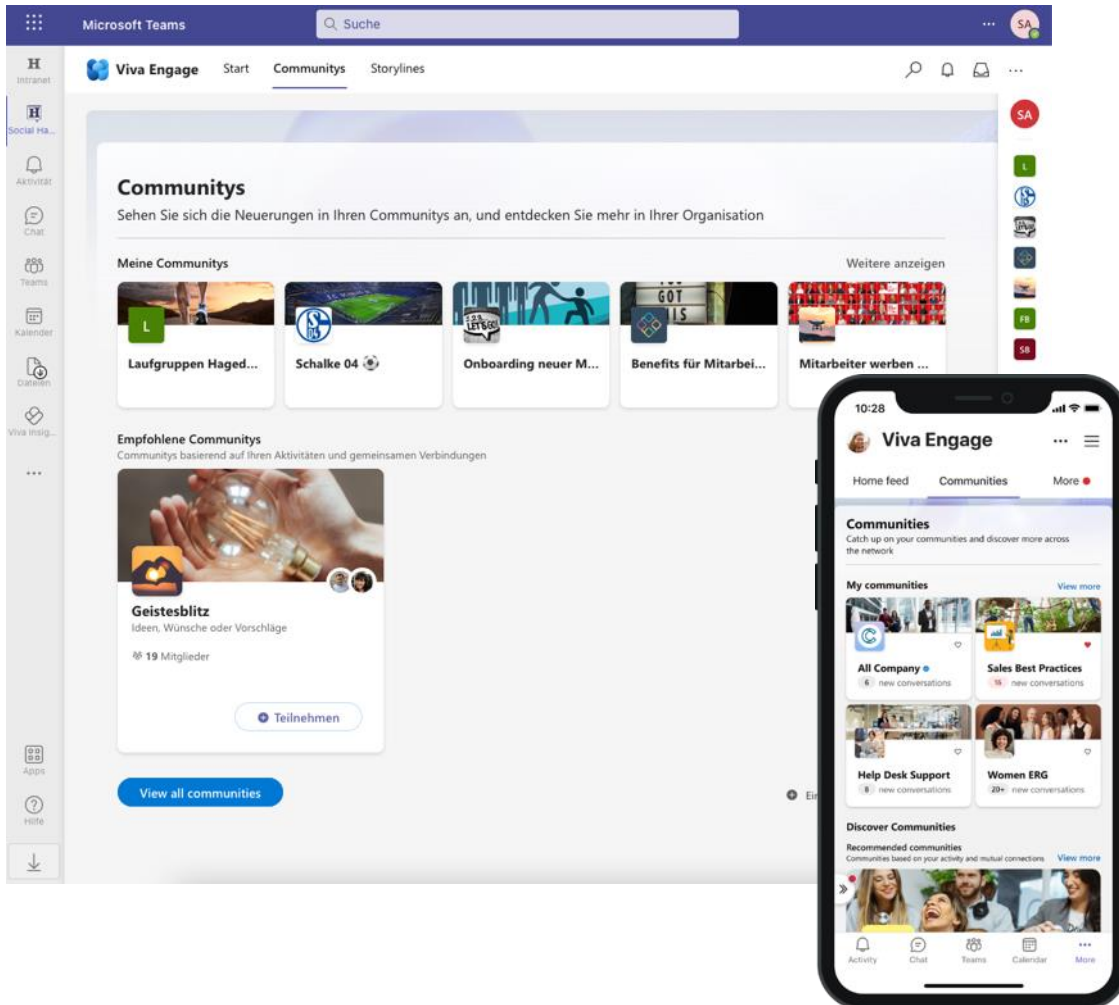 Microsoft Teams
Suche
SA
H
Intranet
Viva Engage Start Communitys Storylines
H
Social Ha...
SA
Aktivität
L
Communitys
Sehen Sie sich die Neuerungen in Ihren Communitys an, und entdecken Sie mehr in Ihrer Organisation
Chat
Teams
Meine Communitys Weitere anzeigen
Kalender
GOT
L
LET'S GO!
FB
Dateien
Laufgruppen Haged... Schalke 04 Onboarding neuer M... Benefits für Mitarbei... Mitarbeiter werben ...
SB
Viva Insig...
Empfohlene Communitys
Communitys basierend auf Ihren Aktivitäten und gemeinsamen Verbindungen
Geistesblitz
Ideen, Wünsche oder Vorschläge
19 Mitglieder
Teilnehmen
View all communities
Apps
Hilfe
10:28
Viva Engage
Home feed Communities More
Communities
Catch up on your communities and discover more across
the network
My communities View more
All Company Sales Best Practices
6 new conversations 16 new conversations
Help Desk Support Women ERG
8 new conversations 20+ new conversations
Discover Communities
Recommended communities
Communities based on your activity and mutual connections View more
Activity Chat Teams Calendar More